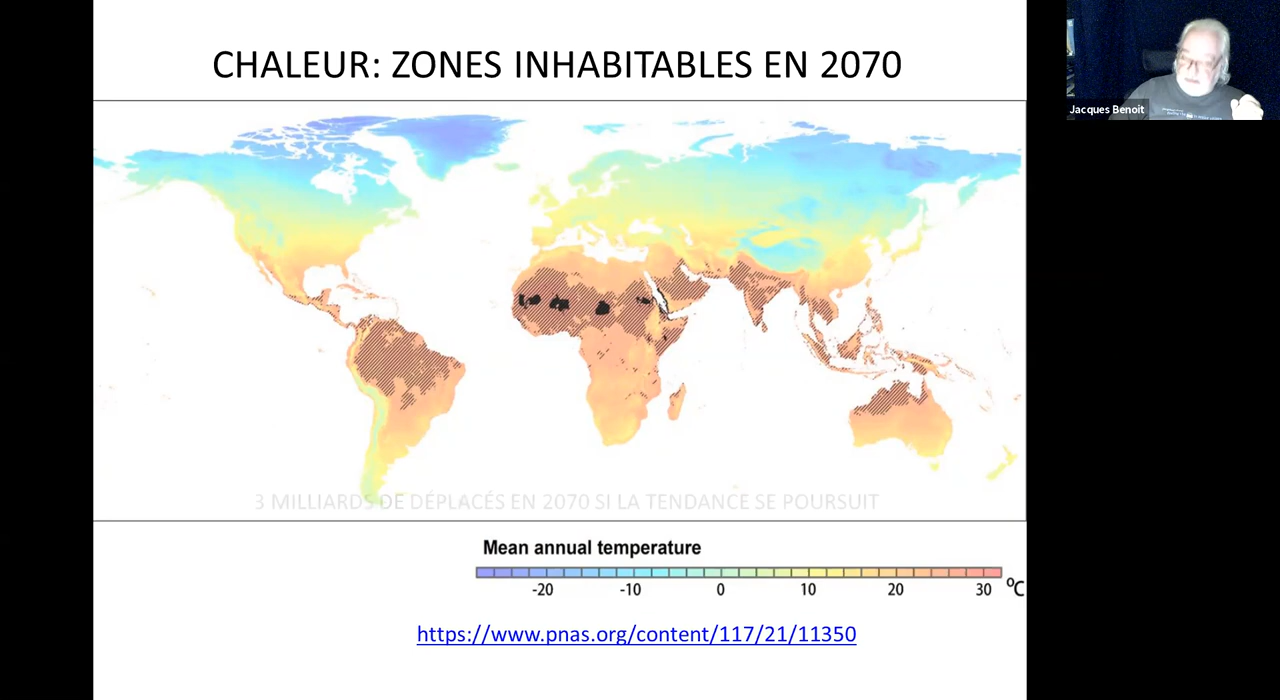 CHALEUR: ZONES INHABITABLES EN 2070
Jacques Benoit
3 MILLIARDS DE DÉPLACÉS EN 2070 SI LA TENDANCE SE POURSUIT
Mean annual temperature
-20 -10 0 10 20 30 ºC
https://www.pnas.org/content/117/21/11350